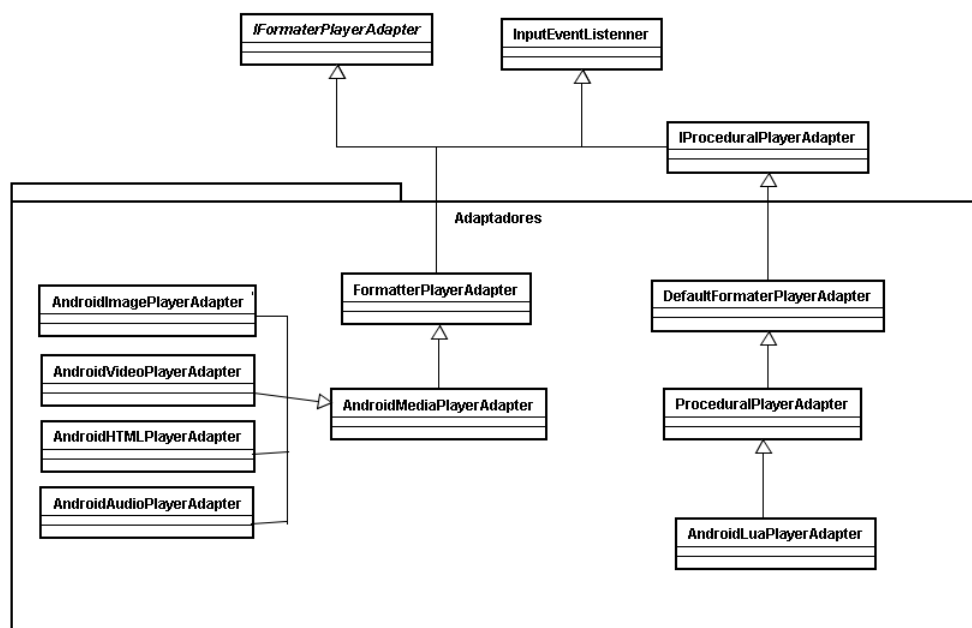 IFormaterPlayerAdapter
InputEventListenner
IProceduralPlayerAdapter
Adaptadores
FormatterPlayerAdapter
DefaultFormaterPlayerAdapter
AndroidImagePlayerAdapter
AndroidVideoPlayerAdapter
AndroidMediaPlayerAdapter
ProceduralPlayerAdapter
AndroidHTMLPlayerAdapter
AndroidAudioPlayerAdapter
AndroidLuaPlayerAdapter